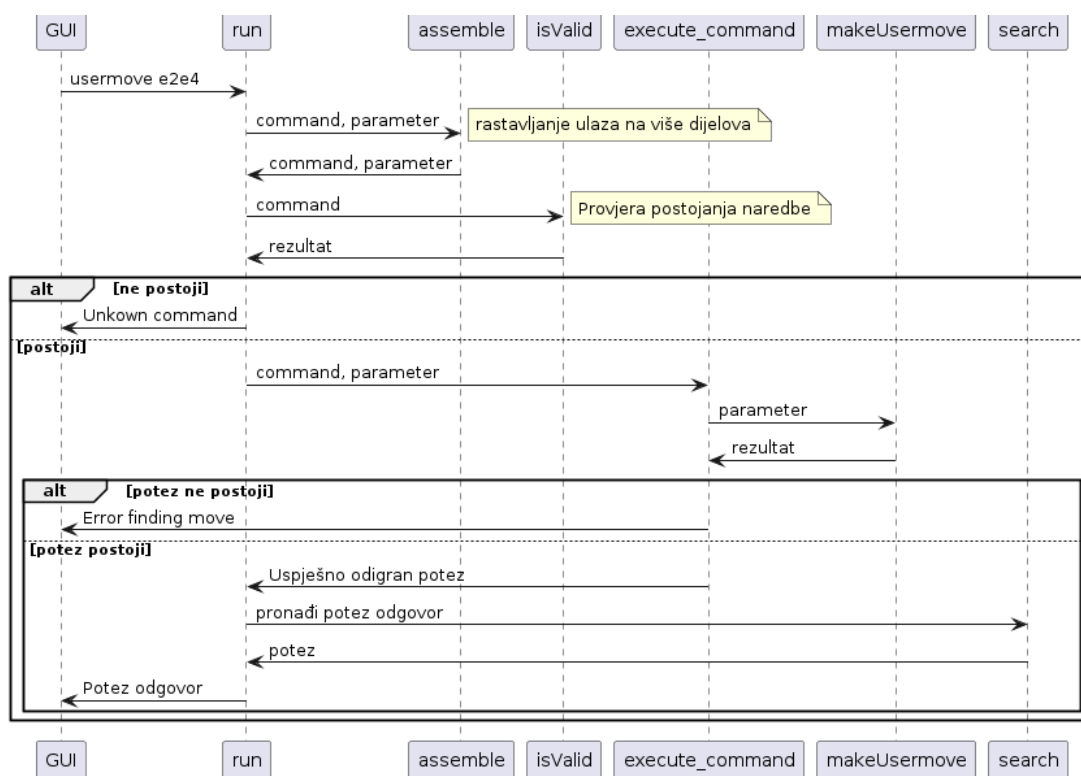 GUI run assemble isValid execute_command makeUsermove search
usermove e2e4
command, parameter
rastavljanje ulaza na više dijelova
command, parameter
command
Provjera postojanja naredbe
rezultat
alt [ne postoji]
Unkown command
[postoji]
command, parameter
parameter
rezultat
alt [potez ne postoji]
Error finding move
[potez postoji]
Uspješno odigran potez
pronađi potez odgovor
potez
Potez odgovor
GUI run assemble isValid execute_command makeUsermove search